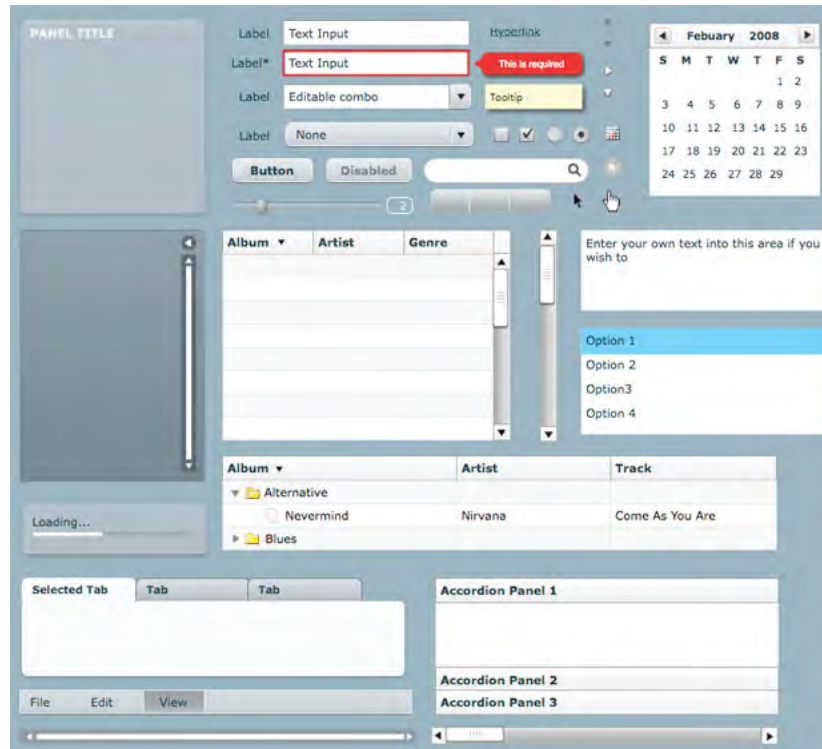 PANEL TITLE
Label Text Input Hyperlink
Label* Text Input This is required
Label Editable combo Tooltip
Label None
Button Disabled
2
Febuary 2008
S M T W T F S
1 2
3 4 5 6 7 8 9
10 11 12 13 14 15 16
17 18 19 20 21 22 23
24 25 26 27 28 29
Album Artist Genre
Enter your own text into this area if you
wish to
Option 1
Option 2
Option3
Option 4
Album Artist Track
Alternative
Nevermind Nirvana Come As You Are
Blues
Loading...
Selected Tab Tab Tab
Accordion Panel 1
Accordion Panel 2
Accordion Panel 3
File Edit View